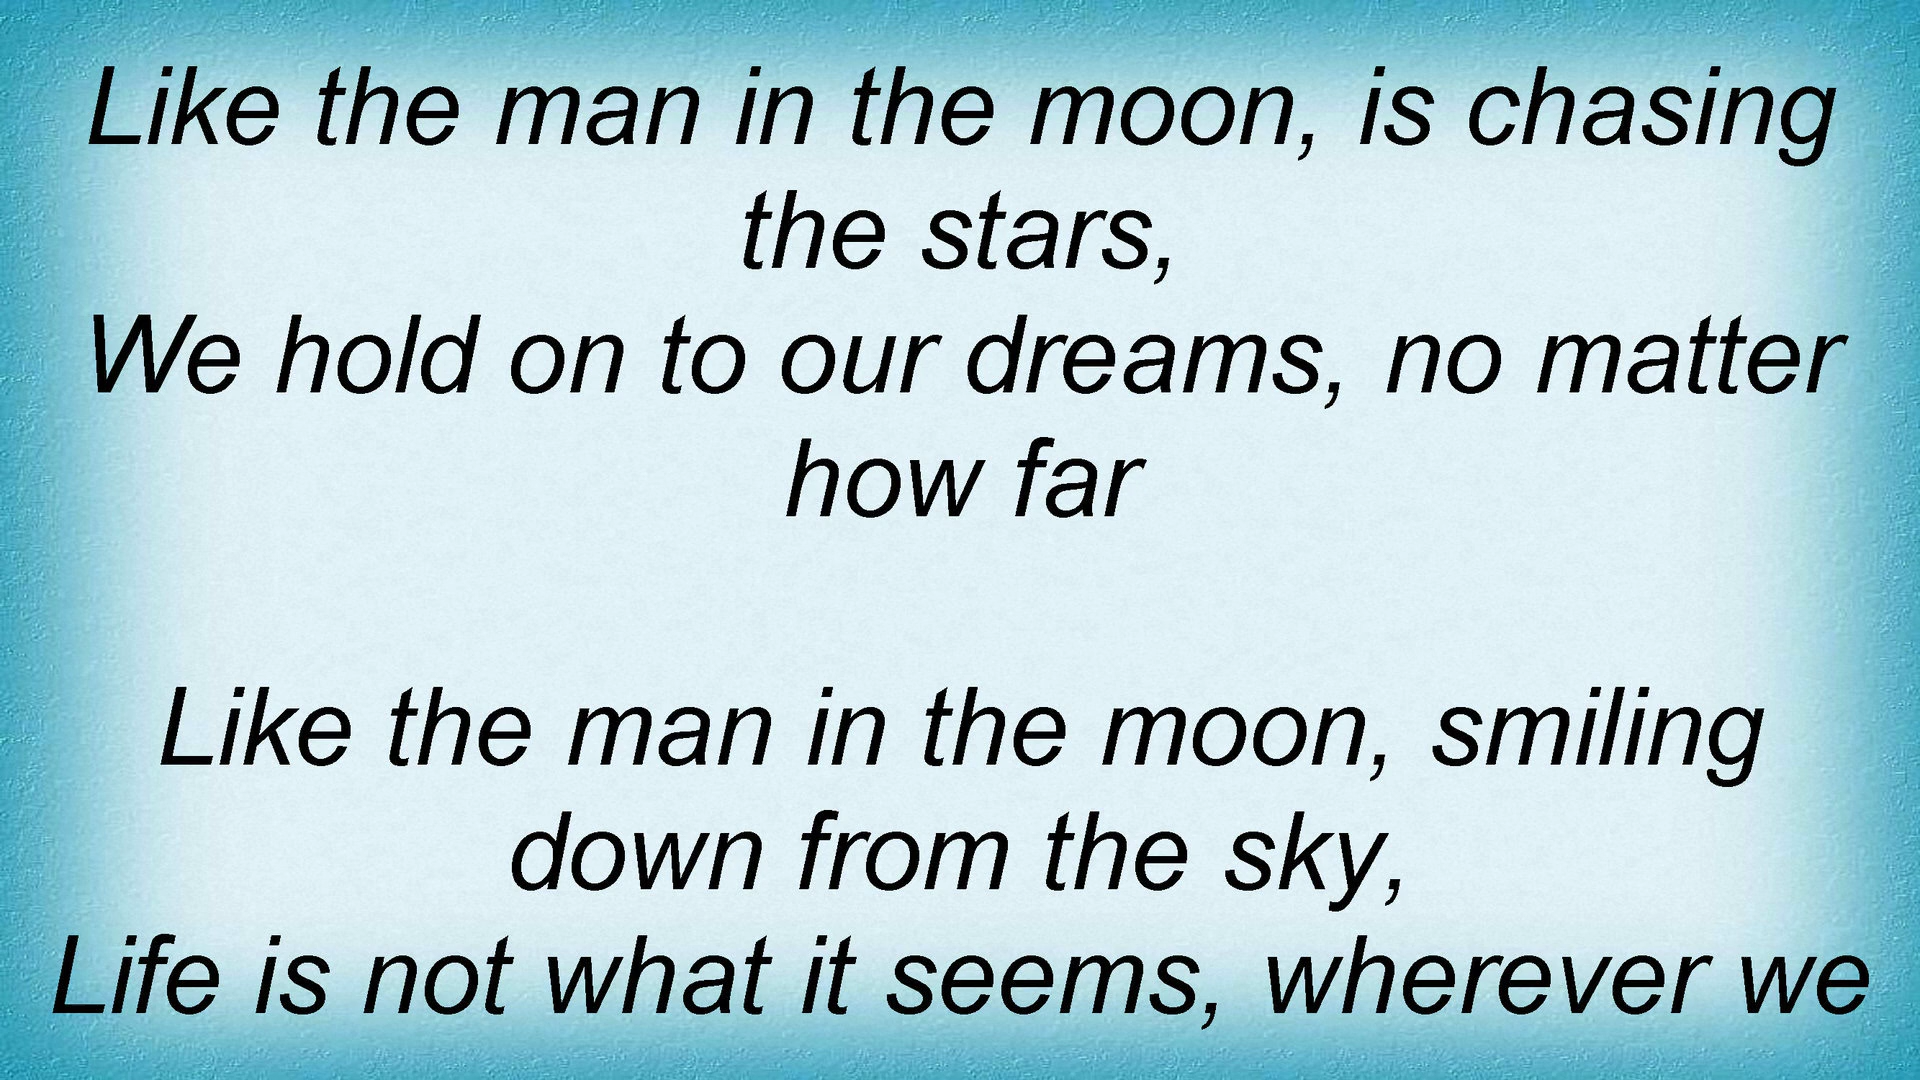 Like the man in the moon, is chasing
the stars,
We hold on to our dreams, no matter
how far
Like the man in the moon, smiling
down from the sky,
Life is not what it seems, wherever we